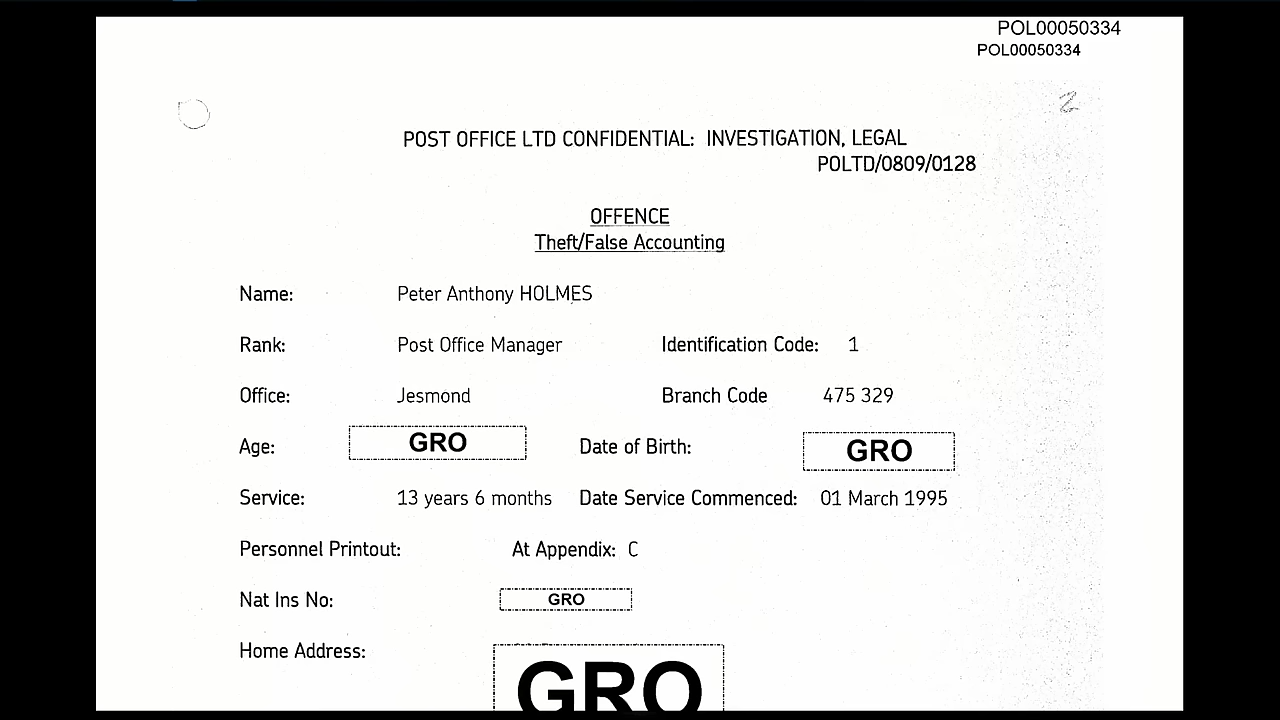 POL00050334
POL00050334
2
POST OFFICE LTD CONFIDENTIAL: INVESTIGATION, LEGAL
POLTD/0809/0128
OFFENCE
Theft/False Accounting
Name: Peter Anthony HOLMES
Rank: Post Office Manager Identification Code: 1
Office: Jesmond Branch Code 475 329
Age: GRO Date of Birth: GRO
Service: 13 years 6 months Date Service Commenced: 01 March 1995
Personnel Printout: At Appendix: C
Nat Ins No: GRO
Home Address: GRO